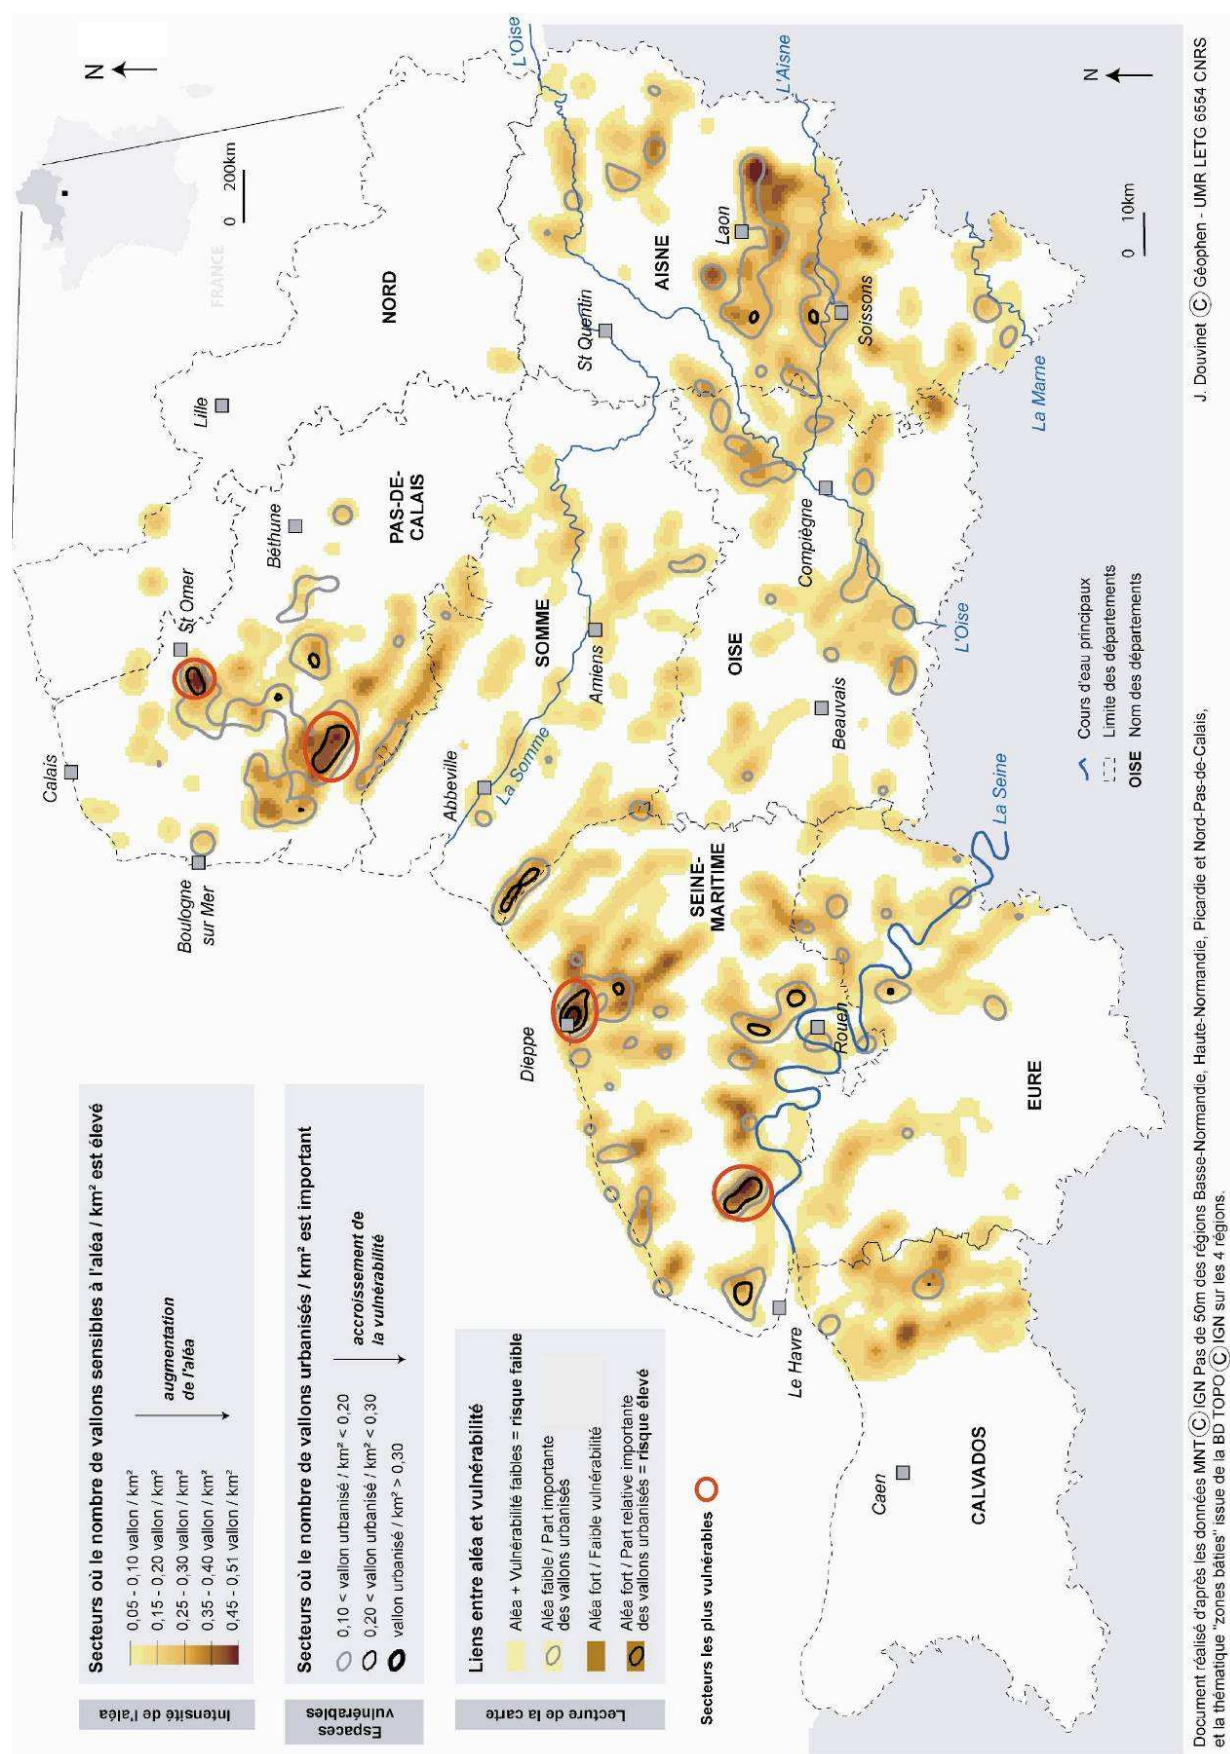 Intensité de l'aléa
Secteurs où le nombre de vallons sensibles à l'aléa / km² est élevé
0,05 - 0,10 vallon / km²
0,15 - 0,20 vallon / km²
0,25 - 0,30 vallon / km²
0,35 - 0,40 vallon / km²
0,45 - 0,51 vallon / km²
augmentation
de l'aléa
Espaces
vulnérables
Secteurs où le nombre de vallons urbanisés / km² est important
0,10 < vallon urbanisé / km² < 0,20
0,20 < vallon urbanisé / km² < 0,30
vallon urbanisé / km² > 0,30
accroissement de
la vulnérabilité
Lecture de la carte
Liens entre aléa et vulnérabilité
Aléa + Vulnérabilité faibles = risque faible
Aléa faible / Part importante
des vallons urbanisés
Aléa fort / Faible vulnérabilité
Aléa fort / Part relative importante
des vallons urbanisés = risque élevé
Secteurs les plus vulnérables
N
FRANCE
0 200km
Calais
Boulogne
sur Mer
St Omer
Lille
Béthune
NORD
PAS-DE-
CALAIS
Abbeville
La Somme
SOMME
Amiens
St Quentin
L'Oise
AISNE
Laon
L'Aisne
Soissons
La Marne
Dieppe
SEINE-
MARITIME
OISE
Beauvais
Compiègne
L'Oise
Rouen
Le Havre
La Seine
EURE
Caen
CALVADOS
N
0 10km
Cours d'eau principaux
Limite des départements
OISE Nom des départements
Document réalisé d'après les données MNT © IGN Pas de 50m des régions Basse-Normandie, Haute-Normandie, Picardie et Nord-Pas-de-Calais,
et la thématique "zones bâties" issue de la BD TOPO © IGN sur les 4 régions.
J. Douvinet © Géophen - UMR LETG 6554 CNRS